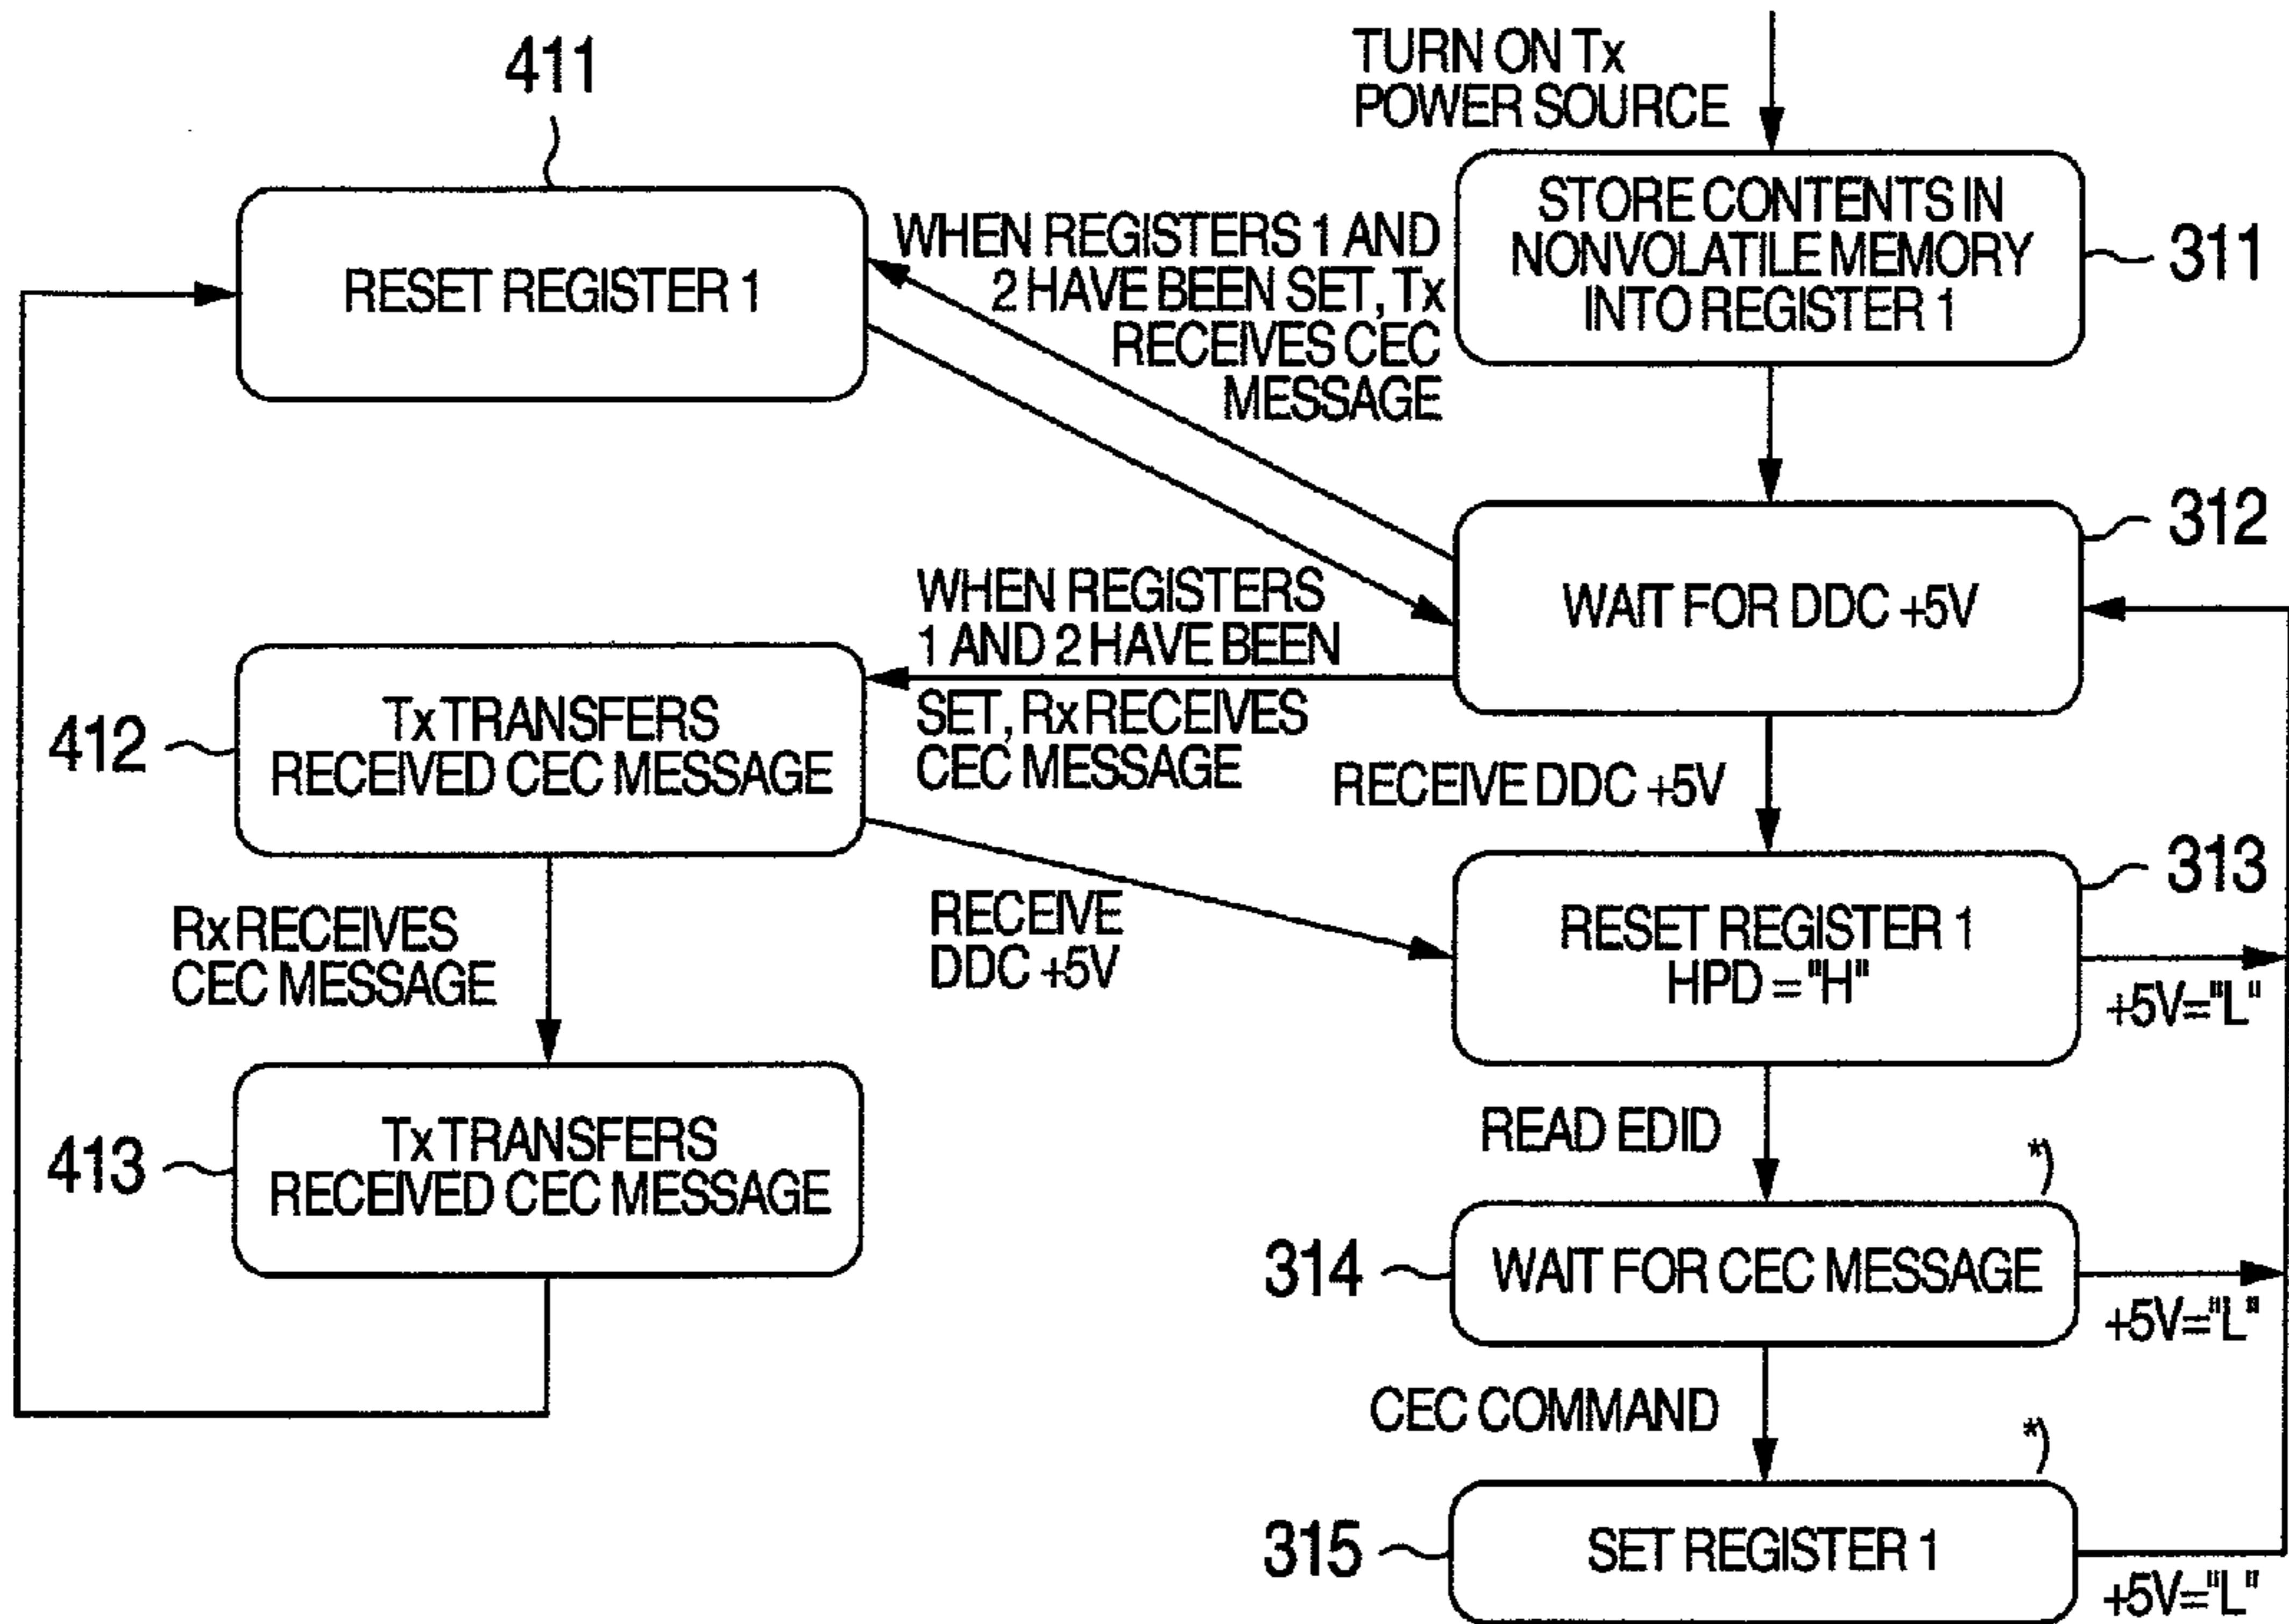 TURN ON Tx
POWER SOURCE
411
RESET REGISTER 1
WHEN REGISTERS 1 AND
2 HAVE BEEN SET, Tx
RECEIVES CEC
MESSAGE
STORE CONTENTS IN
NONVOLATILE MEMORY
INTO REGISTER 1
311
312
WAIT FOR DDC +5V
WHEN REGISTERS
1 AND 2 HAVE BEEN
SET, Rx RECEIVES
CEC MESSAGE
412
Tx TRANSFERS
RECEIVED CEC MESSAGE
RECEIVE DDC +5V
313
RESET REGISTER 1
HPD = "H"
+5V="L"
RECEIVE
DDC +5V
Rx RECEIVES
CEC MESSAGE
413
Tx TRANSFERS
RECEIVED CEC MESSAGE
READ EDID
*)
314
WAIT FOR CEC MESSAGE
+5V="L"
CEC COMMAND
*)
315
SET REGISTER 1
+5V="L"